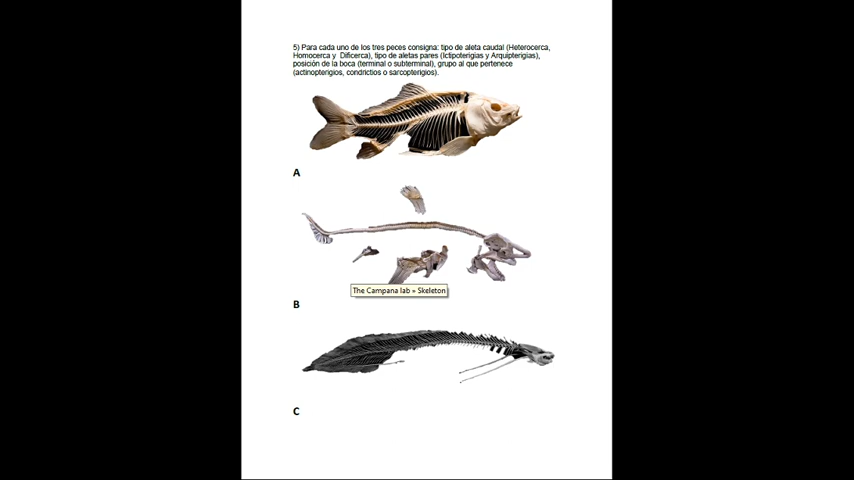 5) Para cada uno de los tres peces consigna: tipo de aleta caudal (Heterocerca,
Homocerca y Dificerca), tipo de aletas pares (Ictipoterigias y Arquipterigias),
posición de la boca (terminal o subterminal), grupo al que pertenece
(actinopterigios, condrictios o sarcopterigios).
A
The Campana lab » Skeleton
B
C